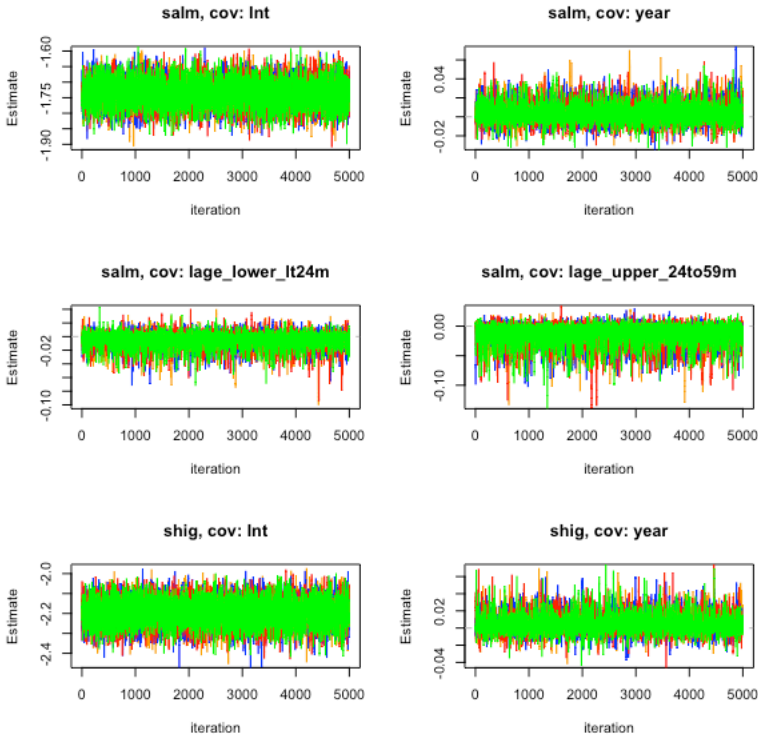 salm, cov: Int
Estimate
-1.60
-1.75
-1.90
0 1000 2000 3000 4000 5000
iteration
salm, cov: year
Estimate
0.04
-0.02
0 1000 2000 3000 4000 5000
iteration
salm, cov: lage_lower_lt24m
Estimate
-0.02
-0.10
0 1000 2000 3000 4000 5000
iteration
salm, cov: lage_upper_24to59m
Estimate
0.00
-0.10
0 1000 2000 3000 4000 5000
iteration
shig, cov: Int
Estimate
-2.0
-2.2
-2.4
0 1000 2000 3000 4000 5000
iteration
shig, cov: year
Estimate
0.02
-0.04
0 1000 2000 3000 4000 5000
iteration